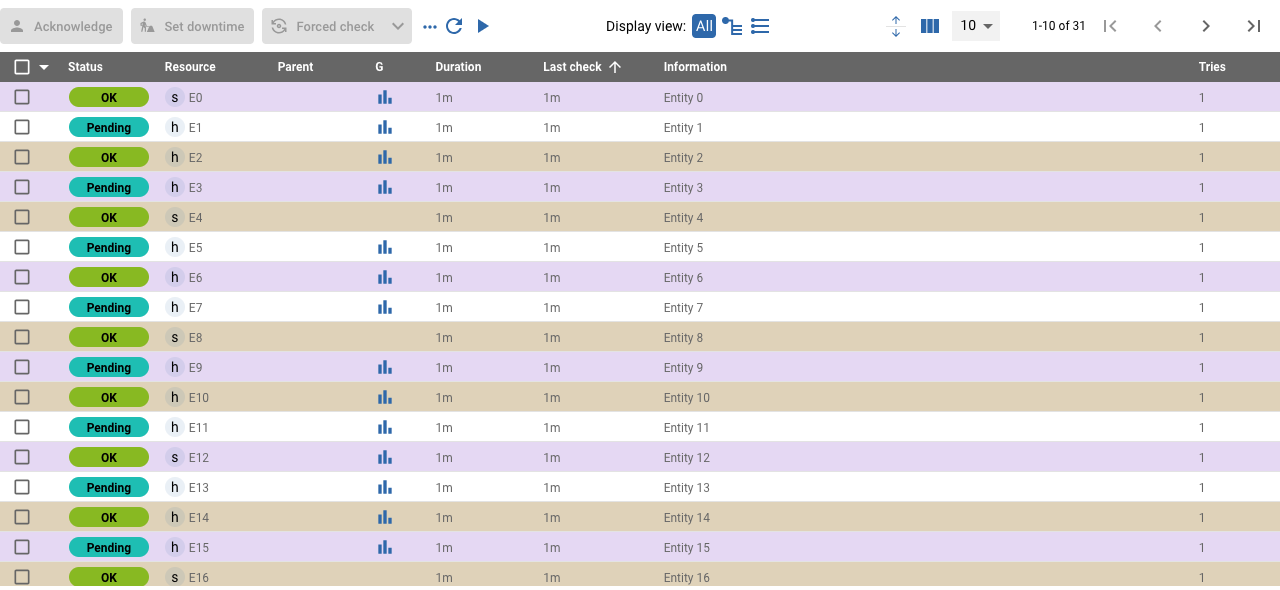 Acknowledge Set downtime Forced check Display view: All 10 1-10 of 31
Status Resource Parent G Duration Last check Information Tries
OK s E0 1m 1m Entity 0 1
Pending h E1 1m 1m Entity 1 1
OK h E2 1m 1m Entity 2 1
Pending h E3 1m 1m Entity 3 1
OK s E4 1m 1m Entity 4 1
Pending h E5 1m 1m Entity 5 1
OK h E6 1m 1m Entity 6 1
Pending h E7 1m 1m Entity 7 1
OK s E8 1m 1m Entity 8 1
Pending h E9 1m 1m Entity 9 1
OK h E10 1m 1m Entity 10 1
Pending h E11 1m 1m Entity 11 1
OK s E12 1m 1m Entity 12 1
Pending h E13 1m 1m Entity 13 1
OK h E14 1m 1m Entity 14 1
Pending h E15 1m 1m Entity 15 1
OK s E16 1m 1m Entity 16 1